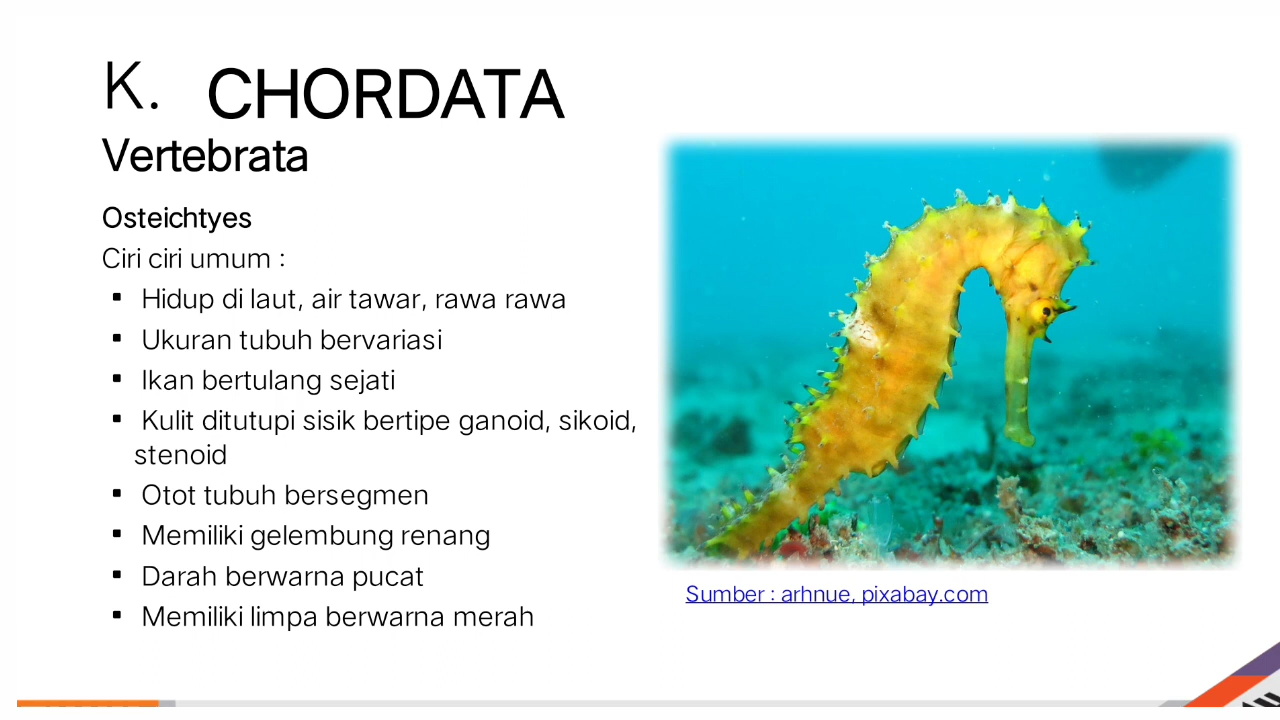 K. CHORDATA
Vertebrata
Osteichtyes
Ciri ciri umum :
▪ Hidup di laut, air tawar, rawa rawa
▪ Ukuran tubuh bervariasi
▪ Ikan bertulang sejati
▪ Kulit ditutupi sisik bertipe ganoid, sikoid,
stenoid
▪ Otot tubuh bersegmen
▪ Memiliki gelembung renang
▪ Darah berwarna pucat
▪ Memiliki limpa berwarna merah
Sumber : arhnue, pixabay.com